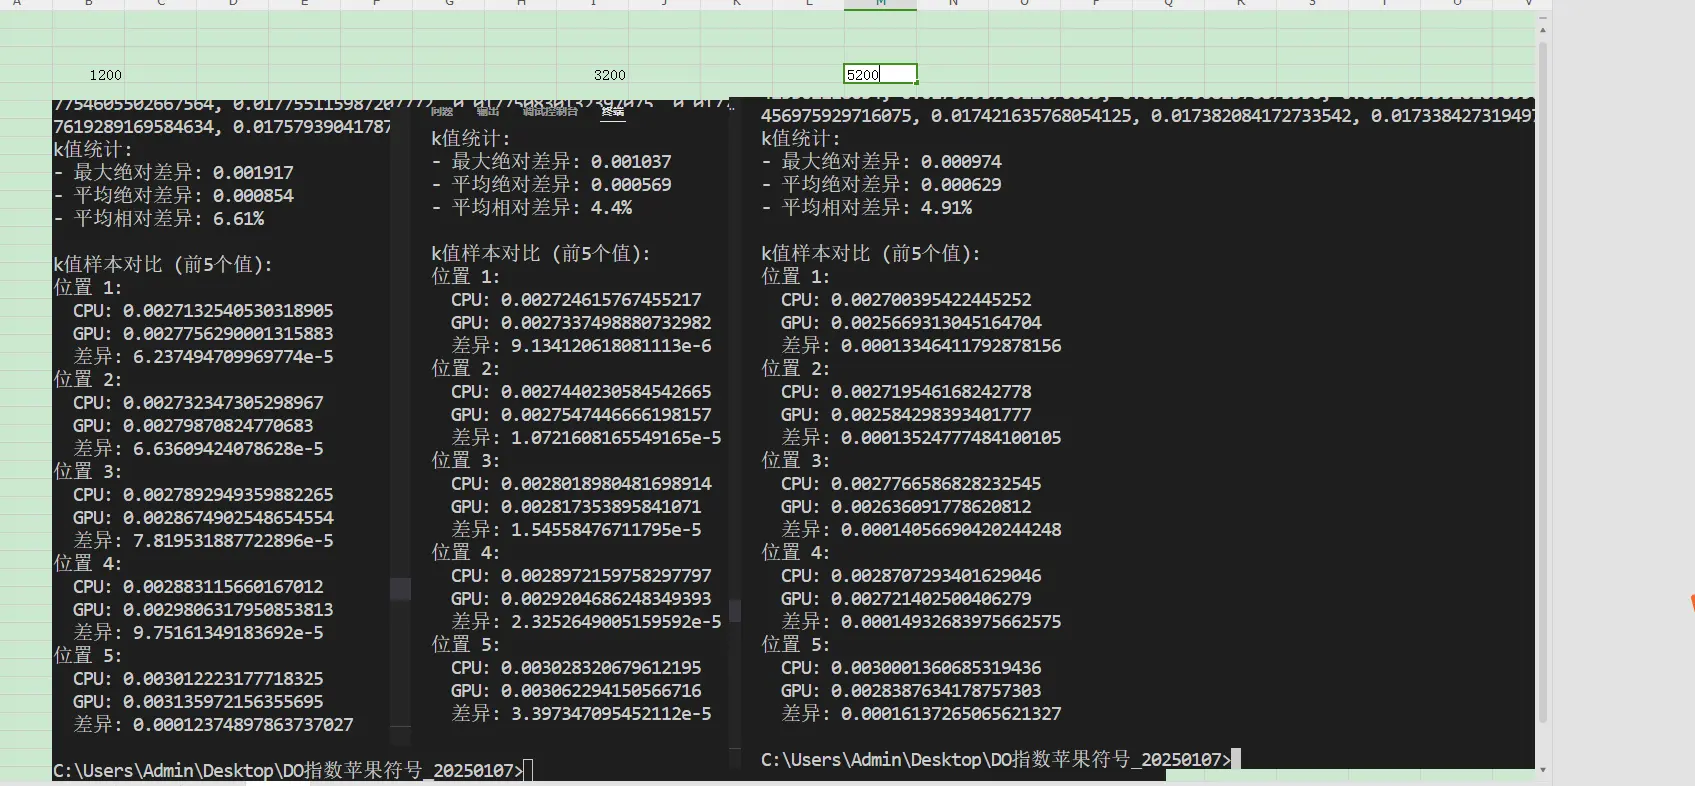 A B C D E F G H I J K L M N O P Q R S T U V
1200 3200 5200
7754605502667564, 0.0177551159872
7619289169584634, 0.01757939041787
k值统计:
- 最大绝对差异: 0.001917
- 平均绝对差异: 0.000854
- 平均相对差异: 6.61%
k值样本对比 (前5个值):
位置 1:
CPU: 0.0027132540530318905
GPU: 0.0027756290001315883
差异: 6.237494709969774e-5
位置 2:
CPU: 0.002732347305298967
GPU: 0.00279870824770683
差异: 6.63609424078628e-5
位置 3:
CPU: 0.0027892949359882265
GPU: 0.0028674902548654554
差异: 7.819531887722896e-5
位置 4:
CPU: 0.002883115660167012
GPU: 0.0029806317950853813
差异: 9.75161349183692e-5
位置 5:
CPU: 0.003012223177718325
GPU: 0.003135972156355695
差异: 0.00012374897863737027
C:\Users\Admin\Desktop\DO指数苹果符号_20250107>
问题 输出 调试控制台 终端
k值统计:
- 最大绝对差异: 0.001037
- 平均绝对差异: 0.000569
- 平均相对差异: 4.4%
k值样本对比 (前5个值):
位置 1:
CPU: 0.002724615767455217
GPU: 0.0027337498880732982
差异: 9.134120618081113e-6
位置 2:
CPU: 0.0027440230584542665
GPU: 0.0027547446666198157
差异: 1.0721608165549165e-5
位置 3:
CPU: 0.0028018980481698914
GPU: 0.002817353895841071
差异: 1.54558476711795e-5
位置 4:
CPU: 0.0028972159758297797
GPU: 0.0029204686248349393
差异: 2.3252649005159592e-5
位置 5:
CPU: 0.003028320679612195
GPU: 0.003062294150566716
差异: 3.397347095452112e-5
456975929716075, 0.017421635768054125, 0.017382084172733542, 0.01733842731949
k值统计:
- 最大绝对差异: 0.000974
- 平均绝对差异: 0.000629
- 平均相对差异: 4.91%
k值样本对比 (前5个值):
位置 1:
CPU: 0.002700395422445252
GPU: 0.0025669313045164704
差异: 0.00013346411792878156
位置 2:
CPU: 0.002719546168242778
GPU: 0.002584298393401777
差异: 0.00013524777484100105
位置 3:
CPU: 0.0027766586828232545
GPU: 0.002636091778620812
差异: 0.00014056690420244248
位置 4:
CPU: 0.0028707293401629046
GPU: 0.002721402500406279
差异: 0.00014932683975662575
位置 5:
CPU: 0.0030001360685319436
GPU: 0.0028387634178757303
差异: 0.00016137265065621327
C:\Users\Admin\Desktop\DO指数苹果符号_20250107>